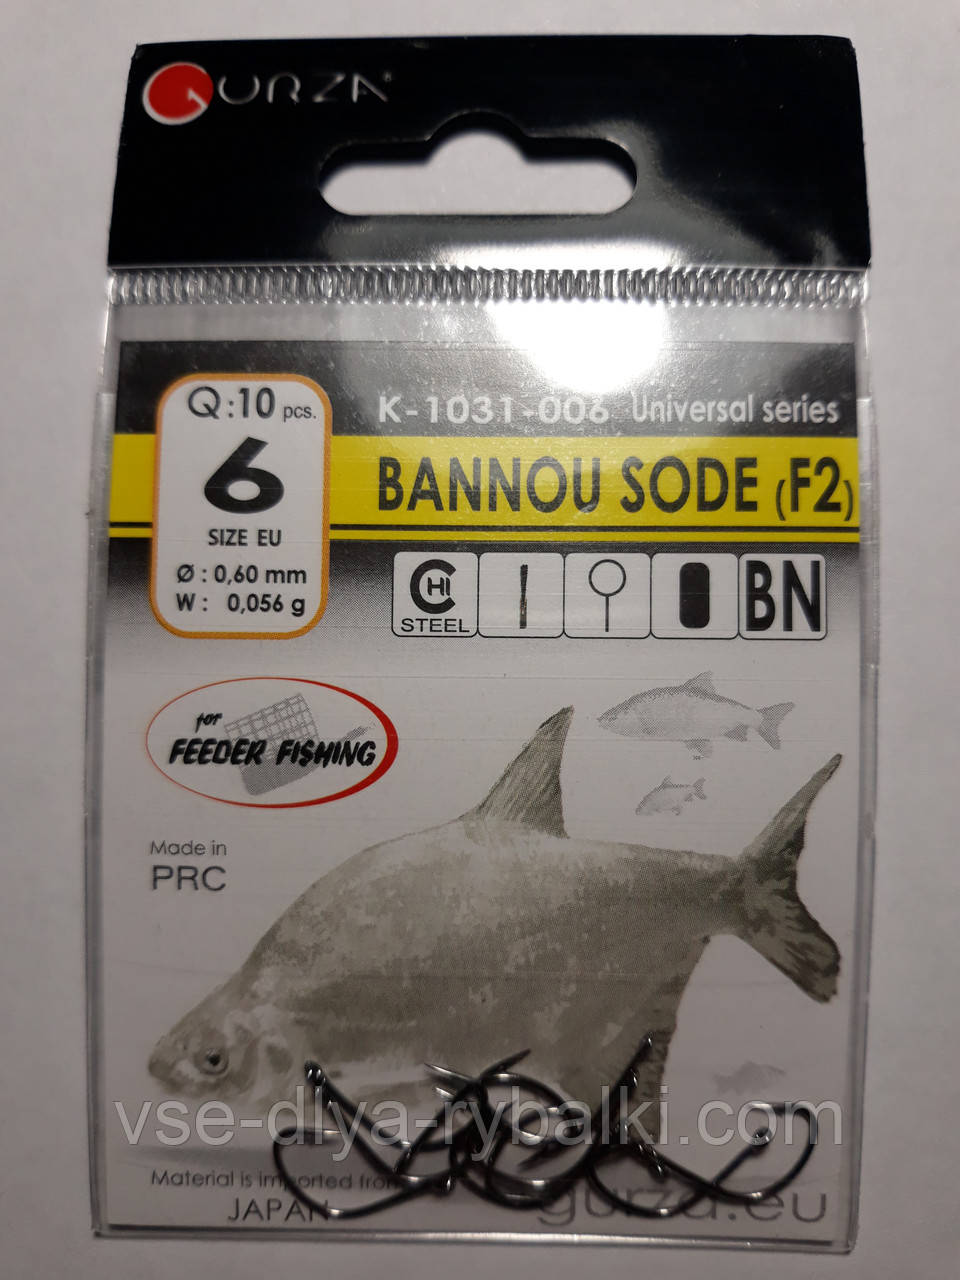 GURZA®
Q:10 pcs.
6
SIZE EU
Ø : 0,60 mm
W : 0,056 g
K-1031-006 Universal series
BANNOU SODE (F2)
C HI
STEEL
BN
for
FEEDER FISHING
Made in
PRC
vse-dlya-rybalki.com
Material is imported from
JAPAN
gurza.eu